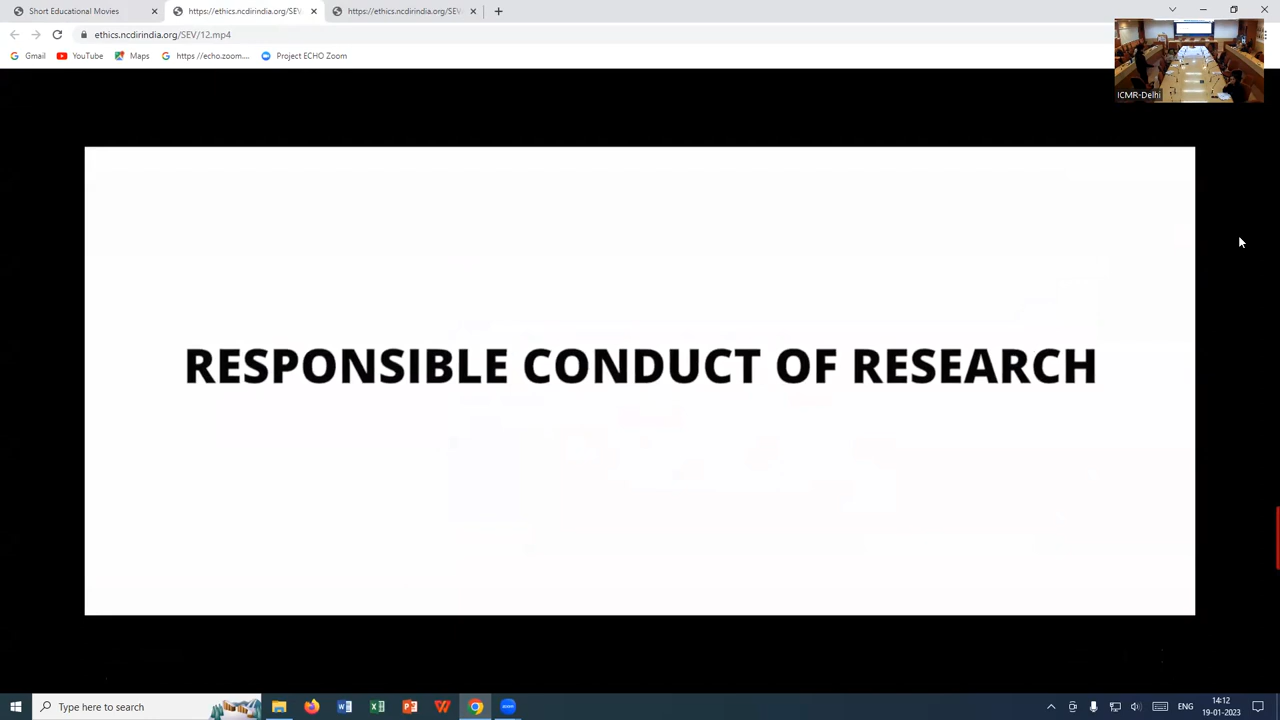 Short Educational Movies
https://ethics.ncdirindia.org/SEV
https://ethics.ncdirindia.org/SEV
ethics.ncdirindia.org/SEV/12.mp4
Gmail
YouTube
Maps
https://echo.zoom....
Project ECHO Zoom
ICMR-Delhi
RESPONSIBLE CONDUCT OF RESEARCH
Type here to search
ENG
14:12
19-01-2023